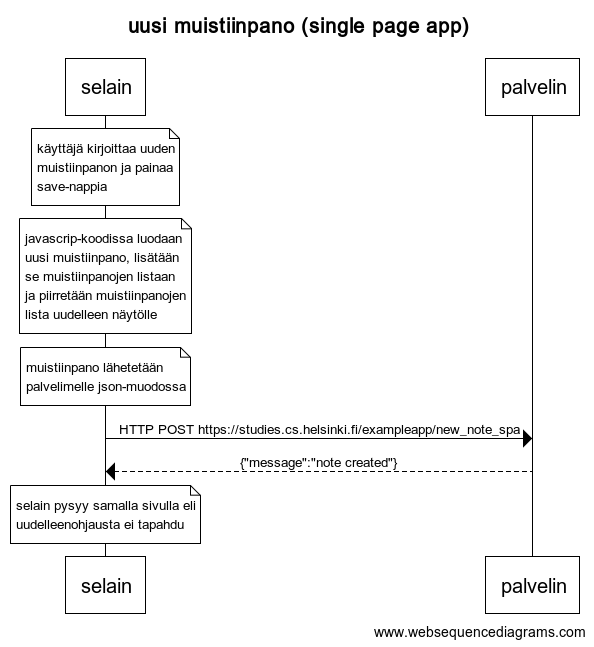 uusi muistiinpano (single page app)
selain
palvelin
käyttäjä kirjoittaa uuden
muistiinpanon ja painaa
save-nappia
javascrip-koodissa luodaan
uusi muistiinpano, lisätään
se muistiinpanojen listaan
ja piirretään muistiinpanojen
lista uudelleen näytölle
muistiinpano lähetetään
palvelimelle json-muodossa
HTTP POST https://studies.cs.helsinki.fi/exampleapp/new_note_spa
{"message":"note created"}
selain pysyy samalla sivulla eli
uudelleenohjausta ei tapahdu
selain
palvelin
www.websequencediagrams.com